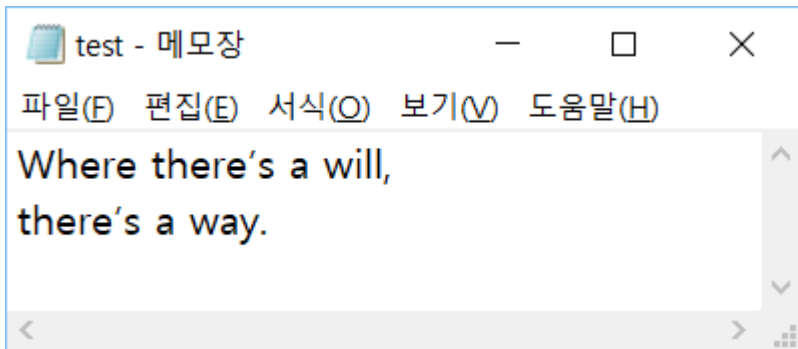 test - 메모장
파일(F) 편집(E) 서식(O) 보기(V) 도움말(H)
Where there's a will,
there's a way.